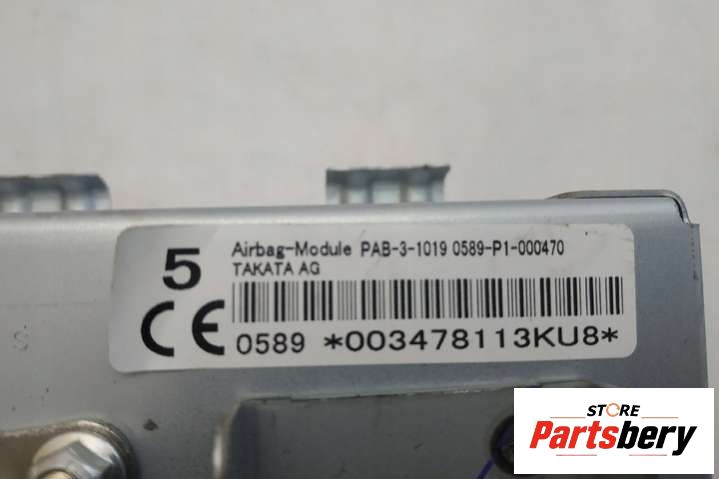 5
Airbag-Module PAB-3-1019 0589-P1-000470
TAKATA AG
CE 0589 *003478113KU8*
STORE
Partsbery